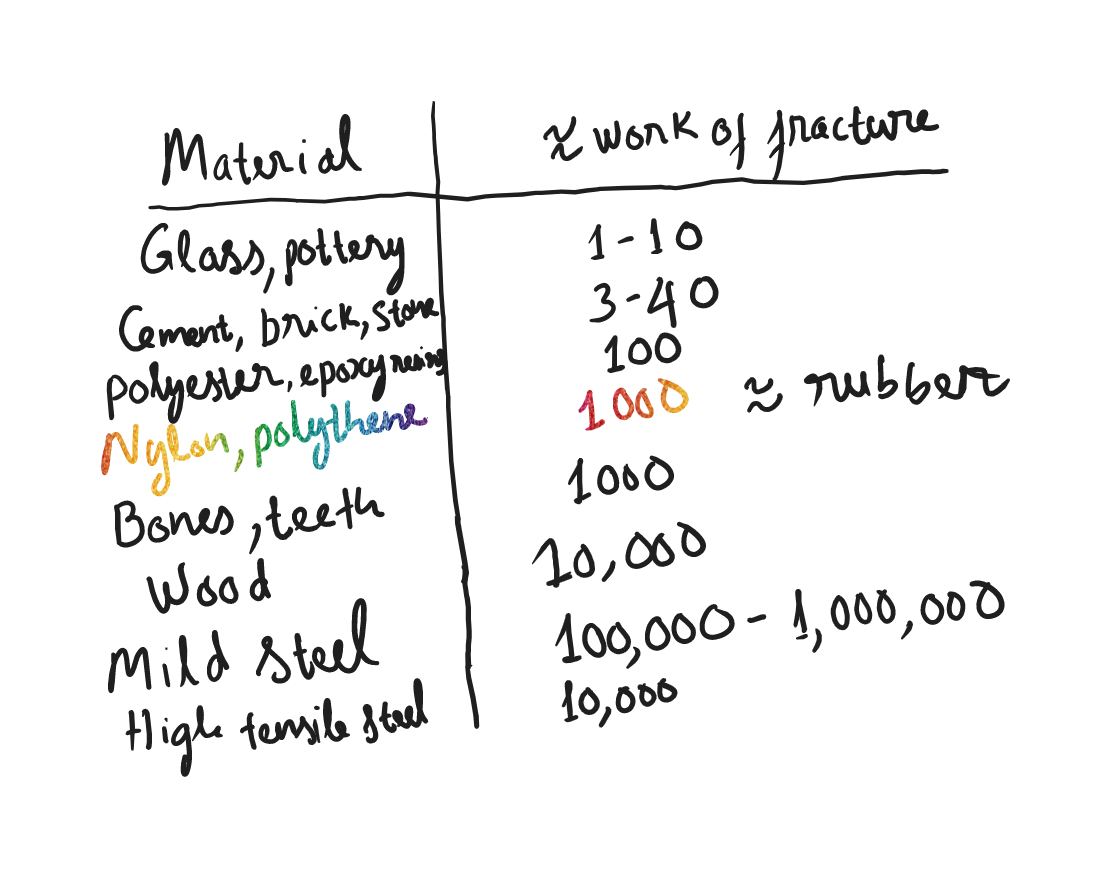 Material ≈ work of fracture
Glass, pottery 1-10
Cement, brick, stone 3-40
polyester, epoxy resins 100
Nylon, polythene 1000 ≈ rubber
Bones, teeth 1000
Wood 10,000
Mild steel 100,000 - 1,000,000
High tensile steel 10,000